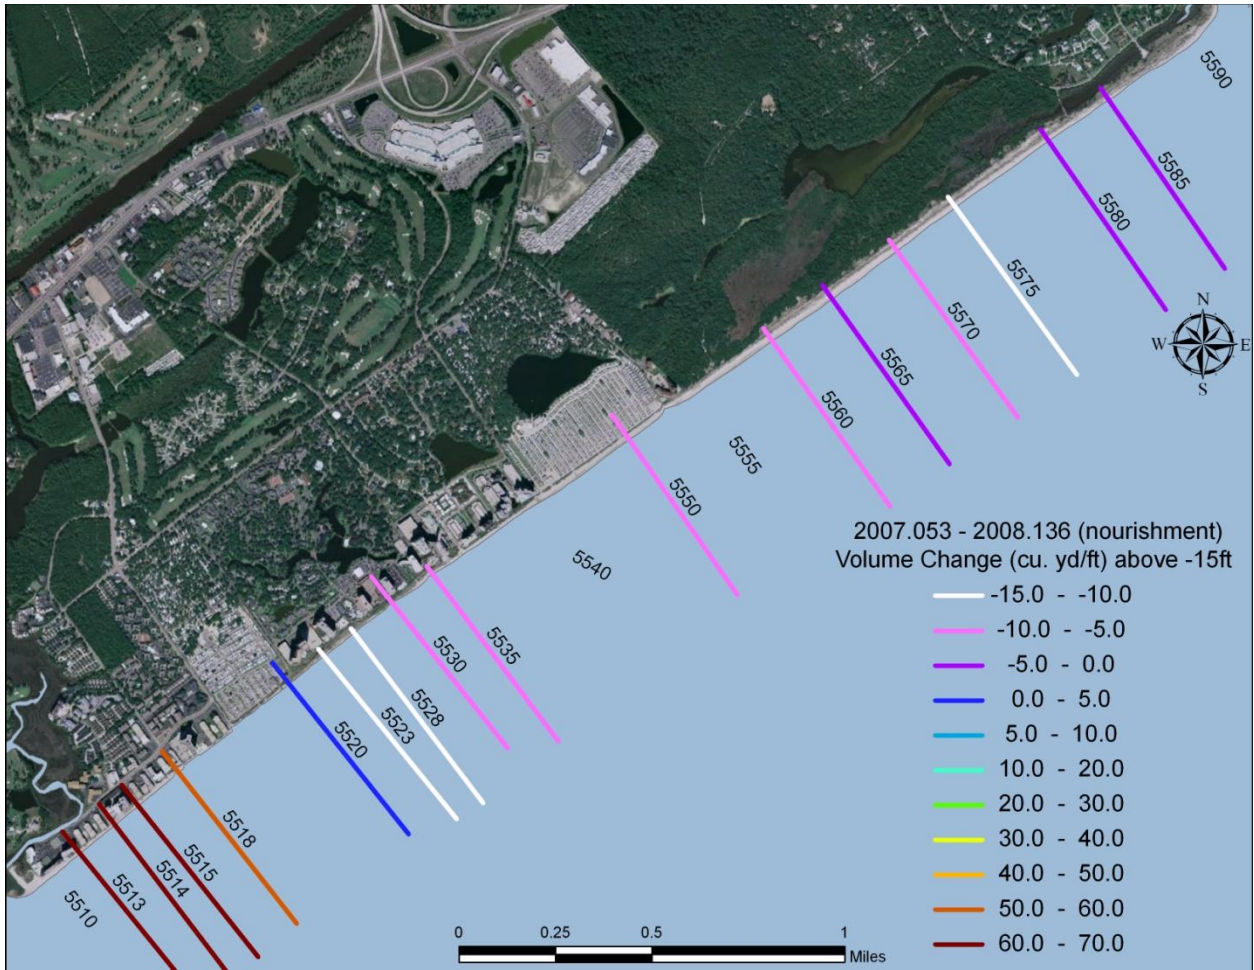 5590
5585
5580
5575
5570
5565
5560
5555
5550
5540
5535
5530
5528
5523
5520
5518
5515
5514
5513
5510
N
W E
S
2007.053 - 2008.136 (nourishment)
Volume Change (cu. yd/ft) above -15ft
-15.0 - -10.0
-10.0 - -5.0
-5.0 - 0.0
0.0 - 5.0
5.0 - 10.0
10.0 - 20.0
20.0 - 30.0
30.0 - 40.0
40.0 - 50.0
50.0 - 60.0
60.0 - 70.0
0 0.25 0.5 1
Miles